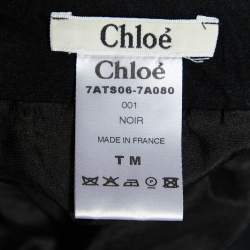 Chloé
Chloé
7ATS06-7A080
001
NOIR
MADE IN FRANCE
T M